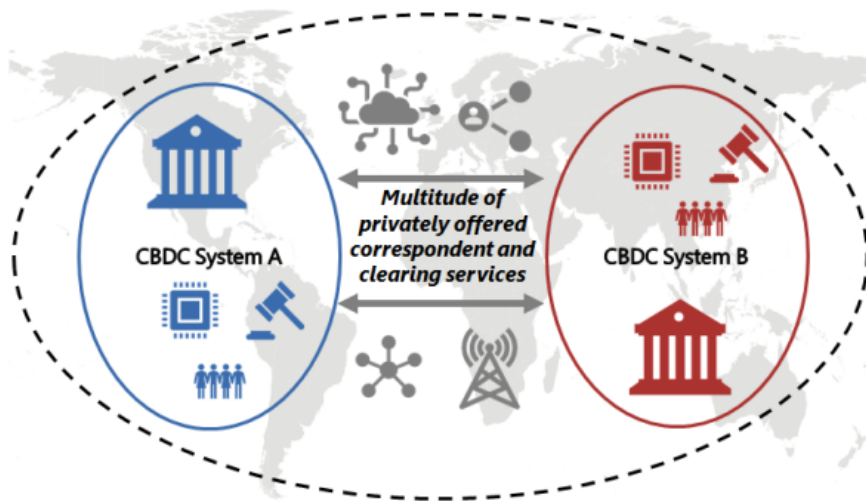 Multitude of
privately offered
correspondent and
clearing services
CBDC System A
CBDC System B